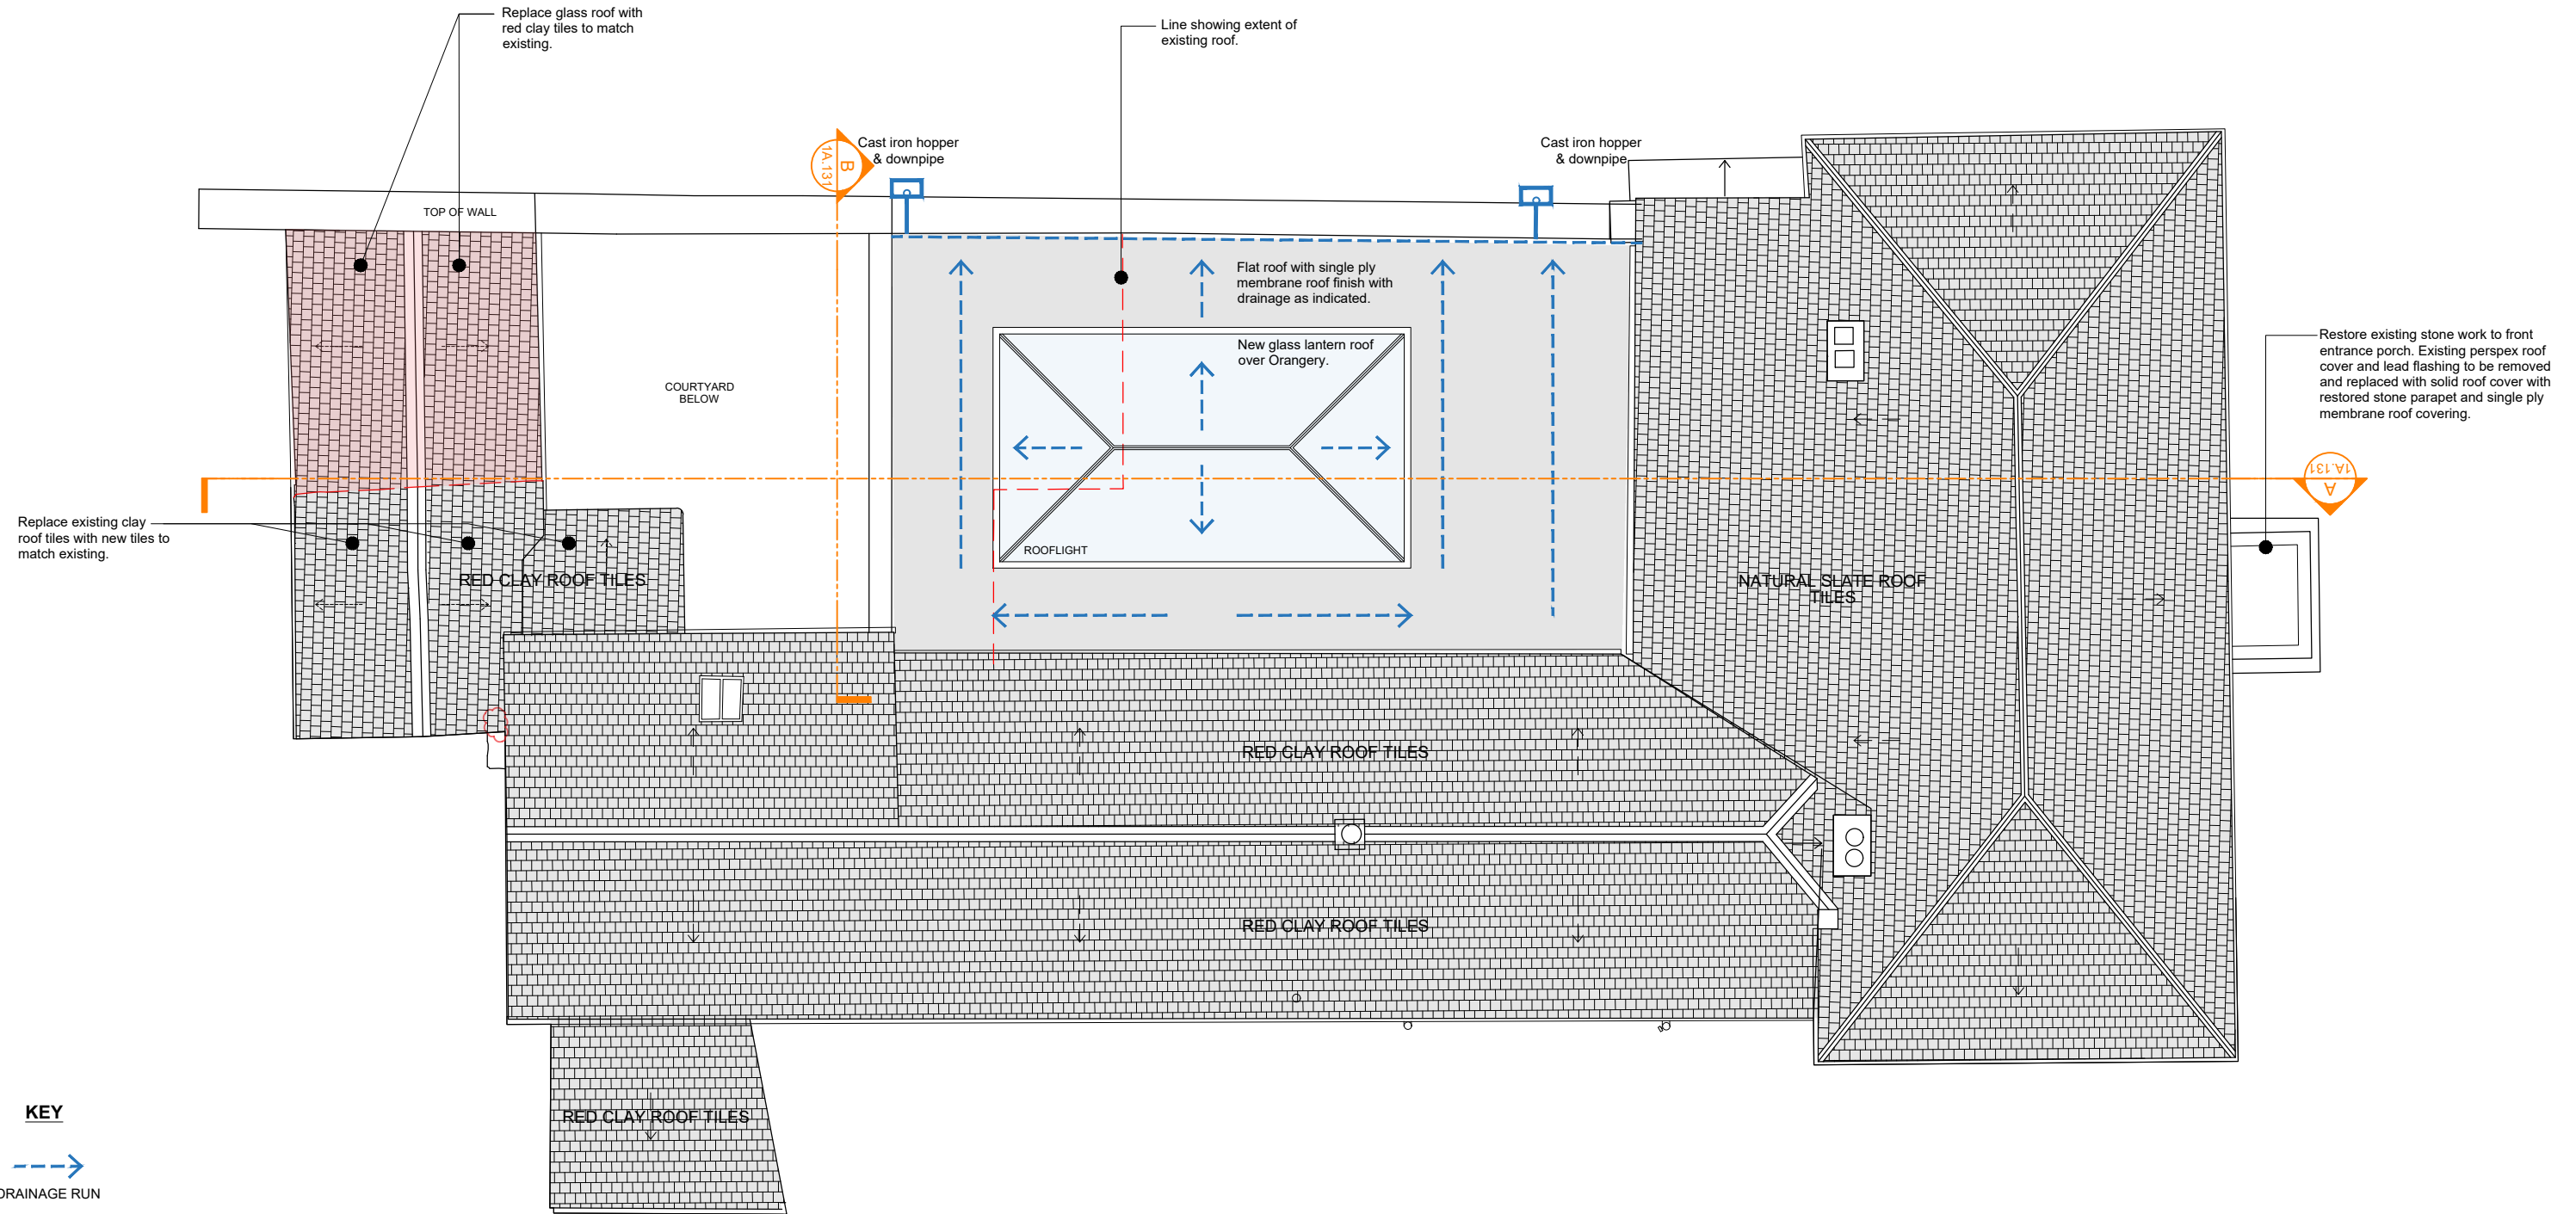 Replace glass roof with
red clay tiles to match
existing.
Line showing extent of
existing roof.
Cast iron hopper
& downpipe
Cast iron hopper
& downpipe
B
1A.131
TOP OF WALL
Flat roof with single ply
membrane roof finish with
drainage as indicated.
New glass lantern roof
over Orangery.
COURTYARD
BELOW
Restore existing stone work to front
entrance porch. Existing perspex roof
cover and lead flashing to be removed
and replaced with solid roof cover with
restored stone parapet and single ply
membrane roof covering.
1A.131
A
Replace existing clay
roof tiles with new tiles to
match existing.
ROOFLIGHT
RED CLAY ROOF TILES
NATURAL SLATE ROOF
TILES
RED CLAY ROOF TILES
RED CLAY ROOF TILES
RED CLAY ROOF TILES
KEY
DRAINAGE RUN